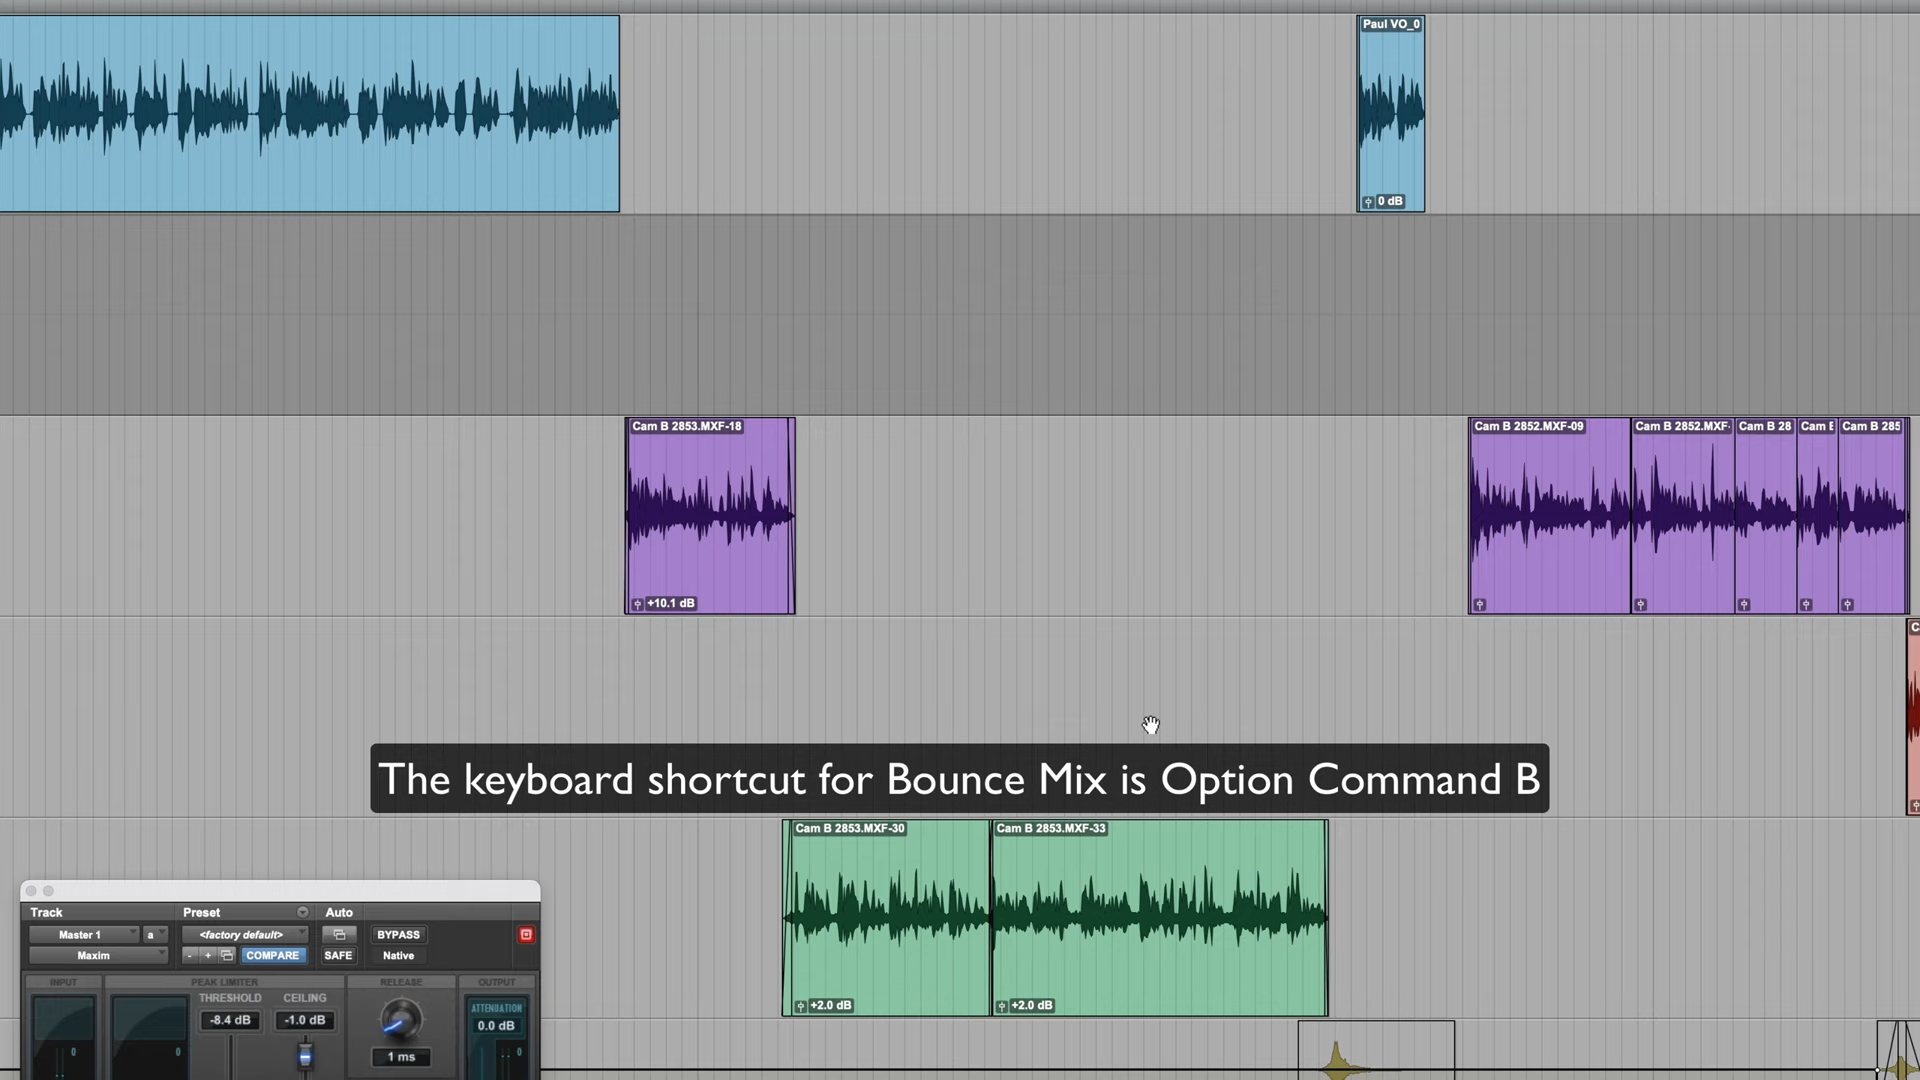 Paul VO_0
0 dB
Cam B 2853.MXF-18
Cam B 2852.MXF-09
Cam B 2852.MXF-
Cam B 28
Cam B
Cam B 285
+10.1 dB
C
The keyboard shortcut for Bounce Mix is Option Command B
Cam B 2853.MXF-30
Cam B 2853.MXF-33
+2.0 dB
+2.0 dB
Track
Preset
Auto
Master 1
a
<factory default>
BYPASS
Maxim
- +
COMPARE
SAFE
Native
INPUT
PEAK LIMITER
RELEASE
OUTPUT
THRESHOLD
CEILING
ATTENUATION
-8.4 dB
-1.0 dB
0.0 dB
0
0
0
1 ms